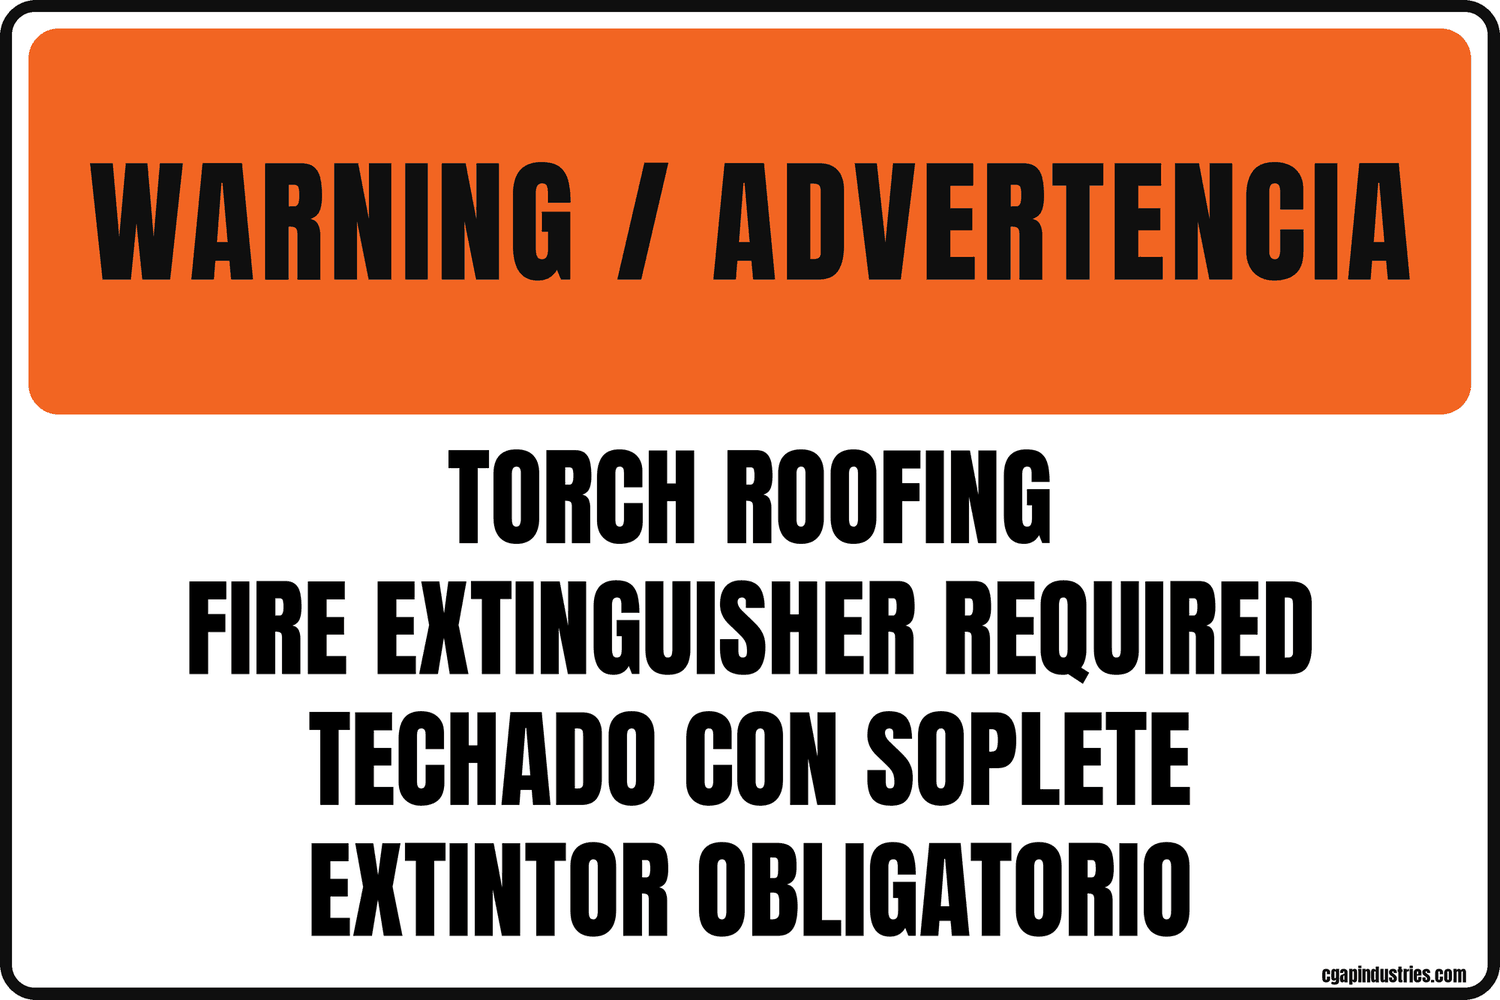 WARNING / ADVERTENCIA
TORCH ROOFING
FIRE EXTINGUISHER REQUIRED
TECHADO CON SOPLETE
EXTINTOR OBLIGATORIO
cgapindustries.com